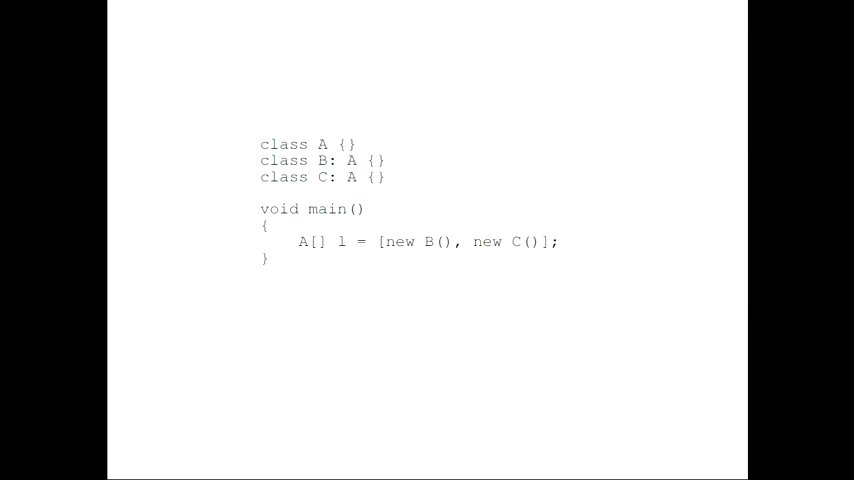 class A {}
class B: A {}
class C: A {}
void main()
{
    A[] l = [new B(), new C()];
}